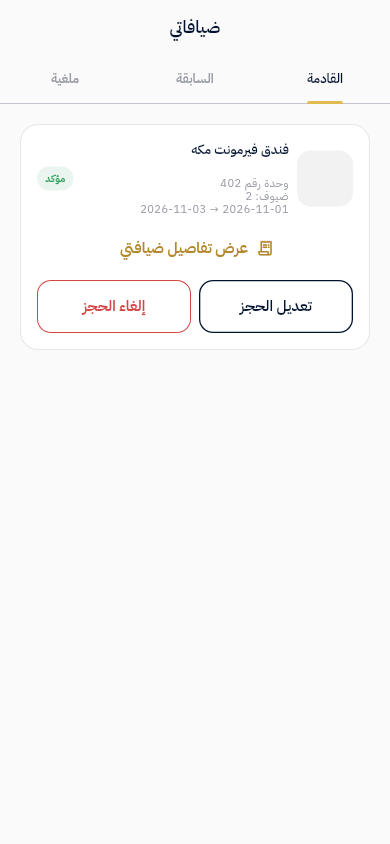 ضيافاتي
القادمة
السابقة
ملغية
فندق فيرمونت مكه
وحدة رقم 402
ضيوف: 2
2026-11-01 → 2026-11-03
مؤكد
عرض تفاصيل ضيافتي
تعديل الحجز
إلغاء الحجز